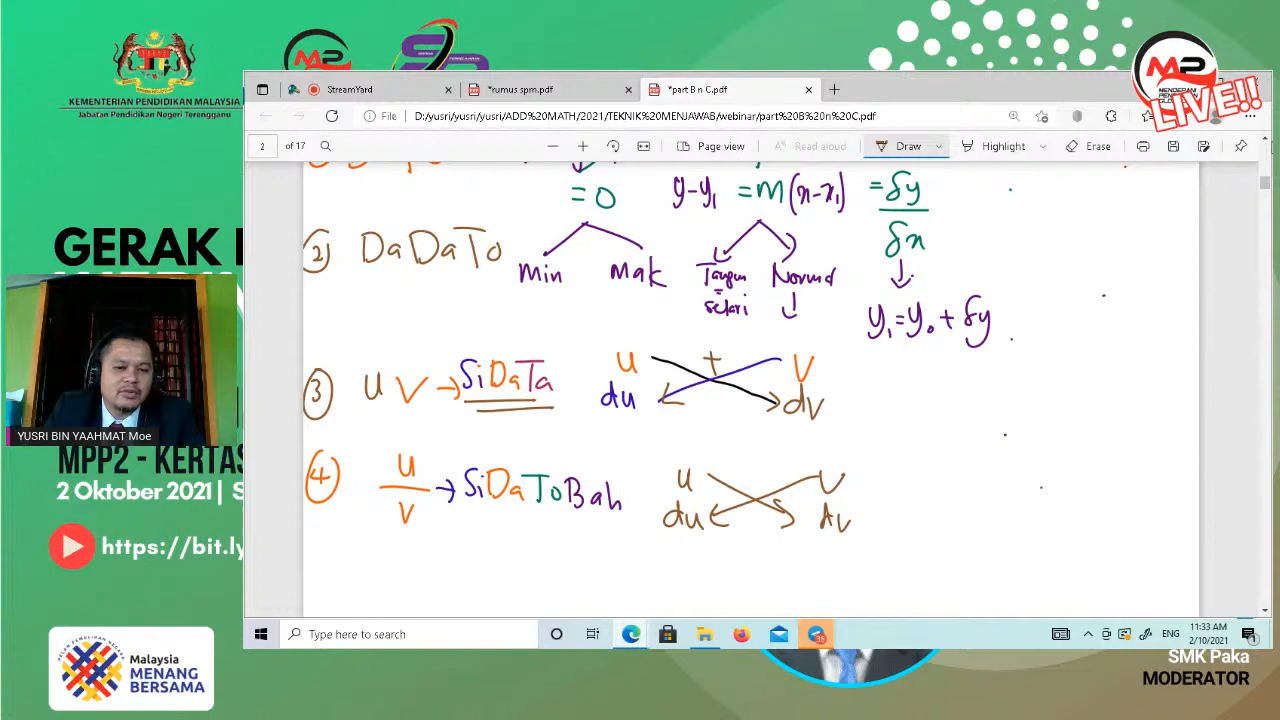 KEMENTERIAN PENDIDIKAN MALAYSIA
Jabatan Pendidikan Negeri Terengganu
MP
MP
LIVE!!
StreamYard
*rumus spm.pdf
*part B n C.pdf
File
D:/yusri/yusri/yusri/ADD%20MATH/2021/TEKNIK%20MENJAWAB/webinar/part%20B%20n%20C.pdf
2 of 17
Page view
Read aloud
Draw
Highlight
Erase
= 0
y-y₁ = m(x-x₁)
= δy
δx
2) DaDaTo
Min
Mak
Normal
selari
y₁ = y₀ + δy
3 U V → SiDaTa
u + v
du dv
4 u
v → SiDaToBah
u v
du dv
GERAK
YUSRI BIN YAAHMAT Moe
MPP2 - KERTAS
2 Oktober 2021 | S
https://bit.ly
Type here to search
38
ENG
11:33 AM
2/10/2021
Malaysia
MENANG
BERSAMA
SMK Paka
MODERATOR